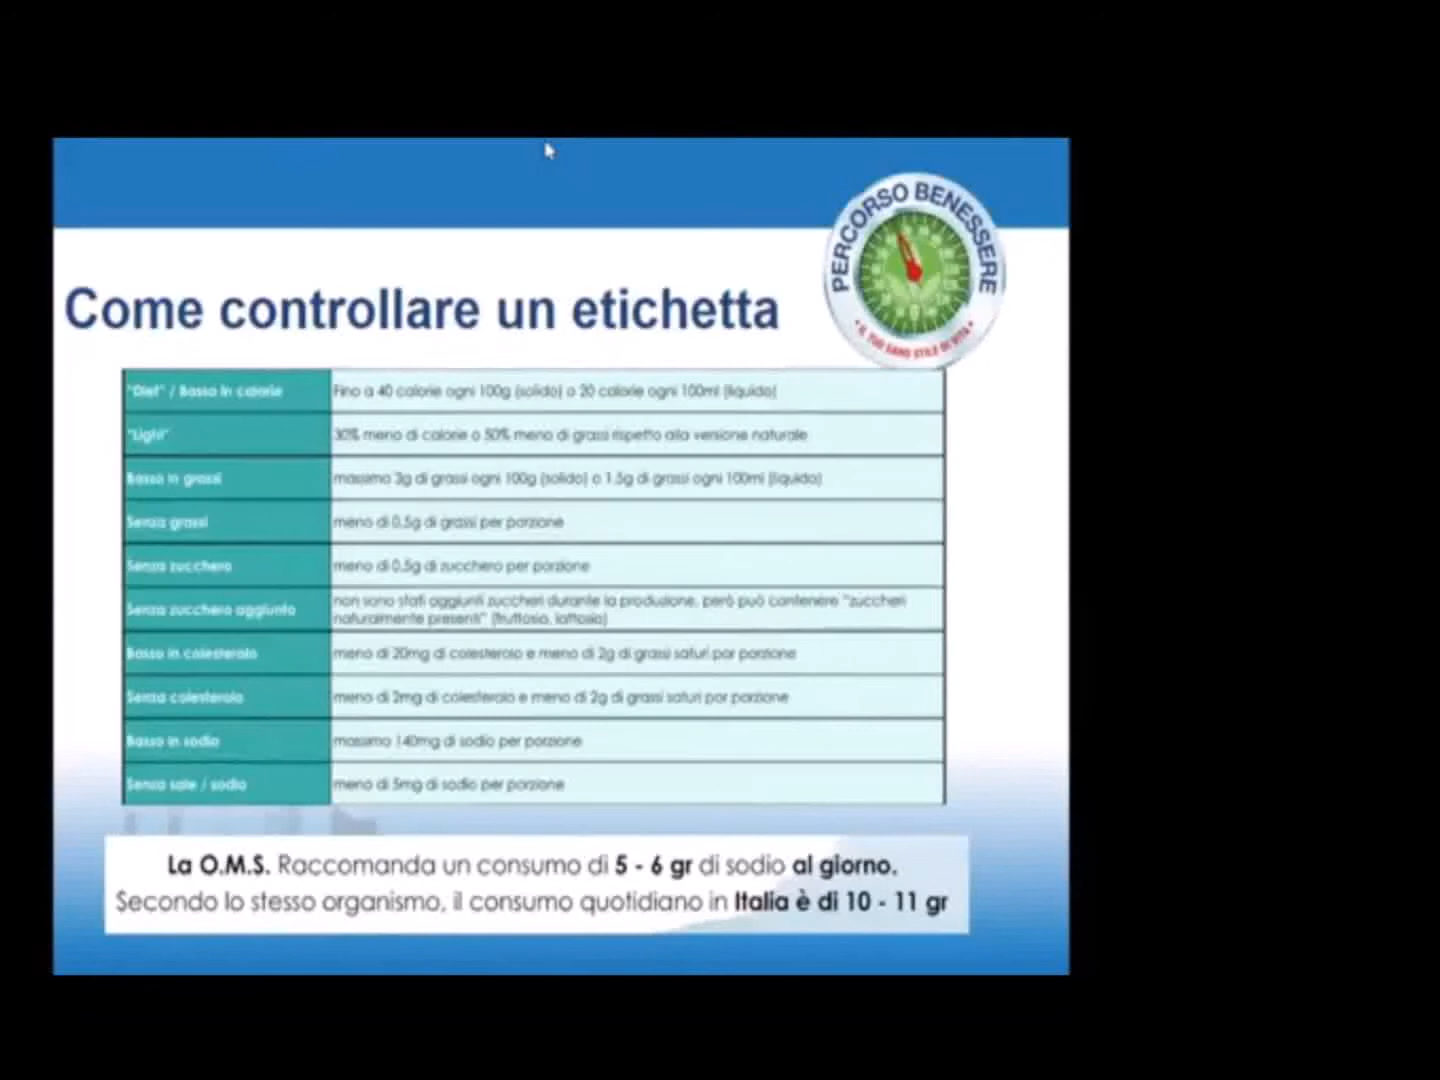 PERCORSO BENESSERE
• IL TUO SANO STILE DI VITA •
Come controllare un etichetta
"Diet" / Basso in calorie
Fino a 40 calorie ogni 100g (solido) o 20 calorie ogni 100ml (liquido)
"Light"
30% meno di calorie o 50% meno di grassi rispetto alla versione naturale
Basso in grassi
massimo 3g di grassi ogni 100g (solido) o 1.5g di grassi ogni 100ml (liquido)
Senza grassi
meno di 0,5g di grassi per porzione
Senza zucchero
meno di 0,5g di zucchero per porzione
Senza zucchero aggiunto
non sono stati aggiunti zuccheri durante la produzione, però può contenere "zuccheri
naturalmente presenti" (fruttosio, lattosio)
Basso in colesterolo
meno di 20mg di colesterolo e meno di 2g di grassi saturi por porzione
Senza colesterolo
meno di 2mg di colesterolo e meno di 2g di grassi saturi por porzione
Basso in sodio
massimo 140mg di sodio per porzione
Senza sale / sodio
meno di 5mg di sodio per porzione
La O.M.S. Raccomanda un consumo di 5 - 6 gr di sodio al giorno.
Secondo lo stesso organismo, il consumo quotidiano in Italia è di 10 - 11 gr